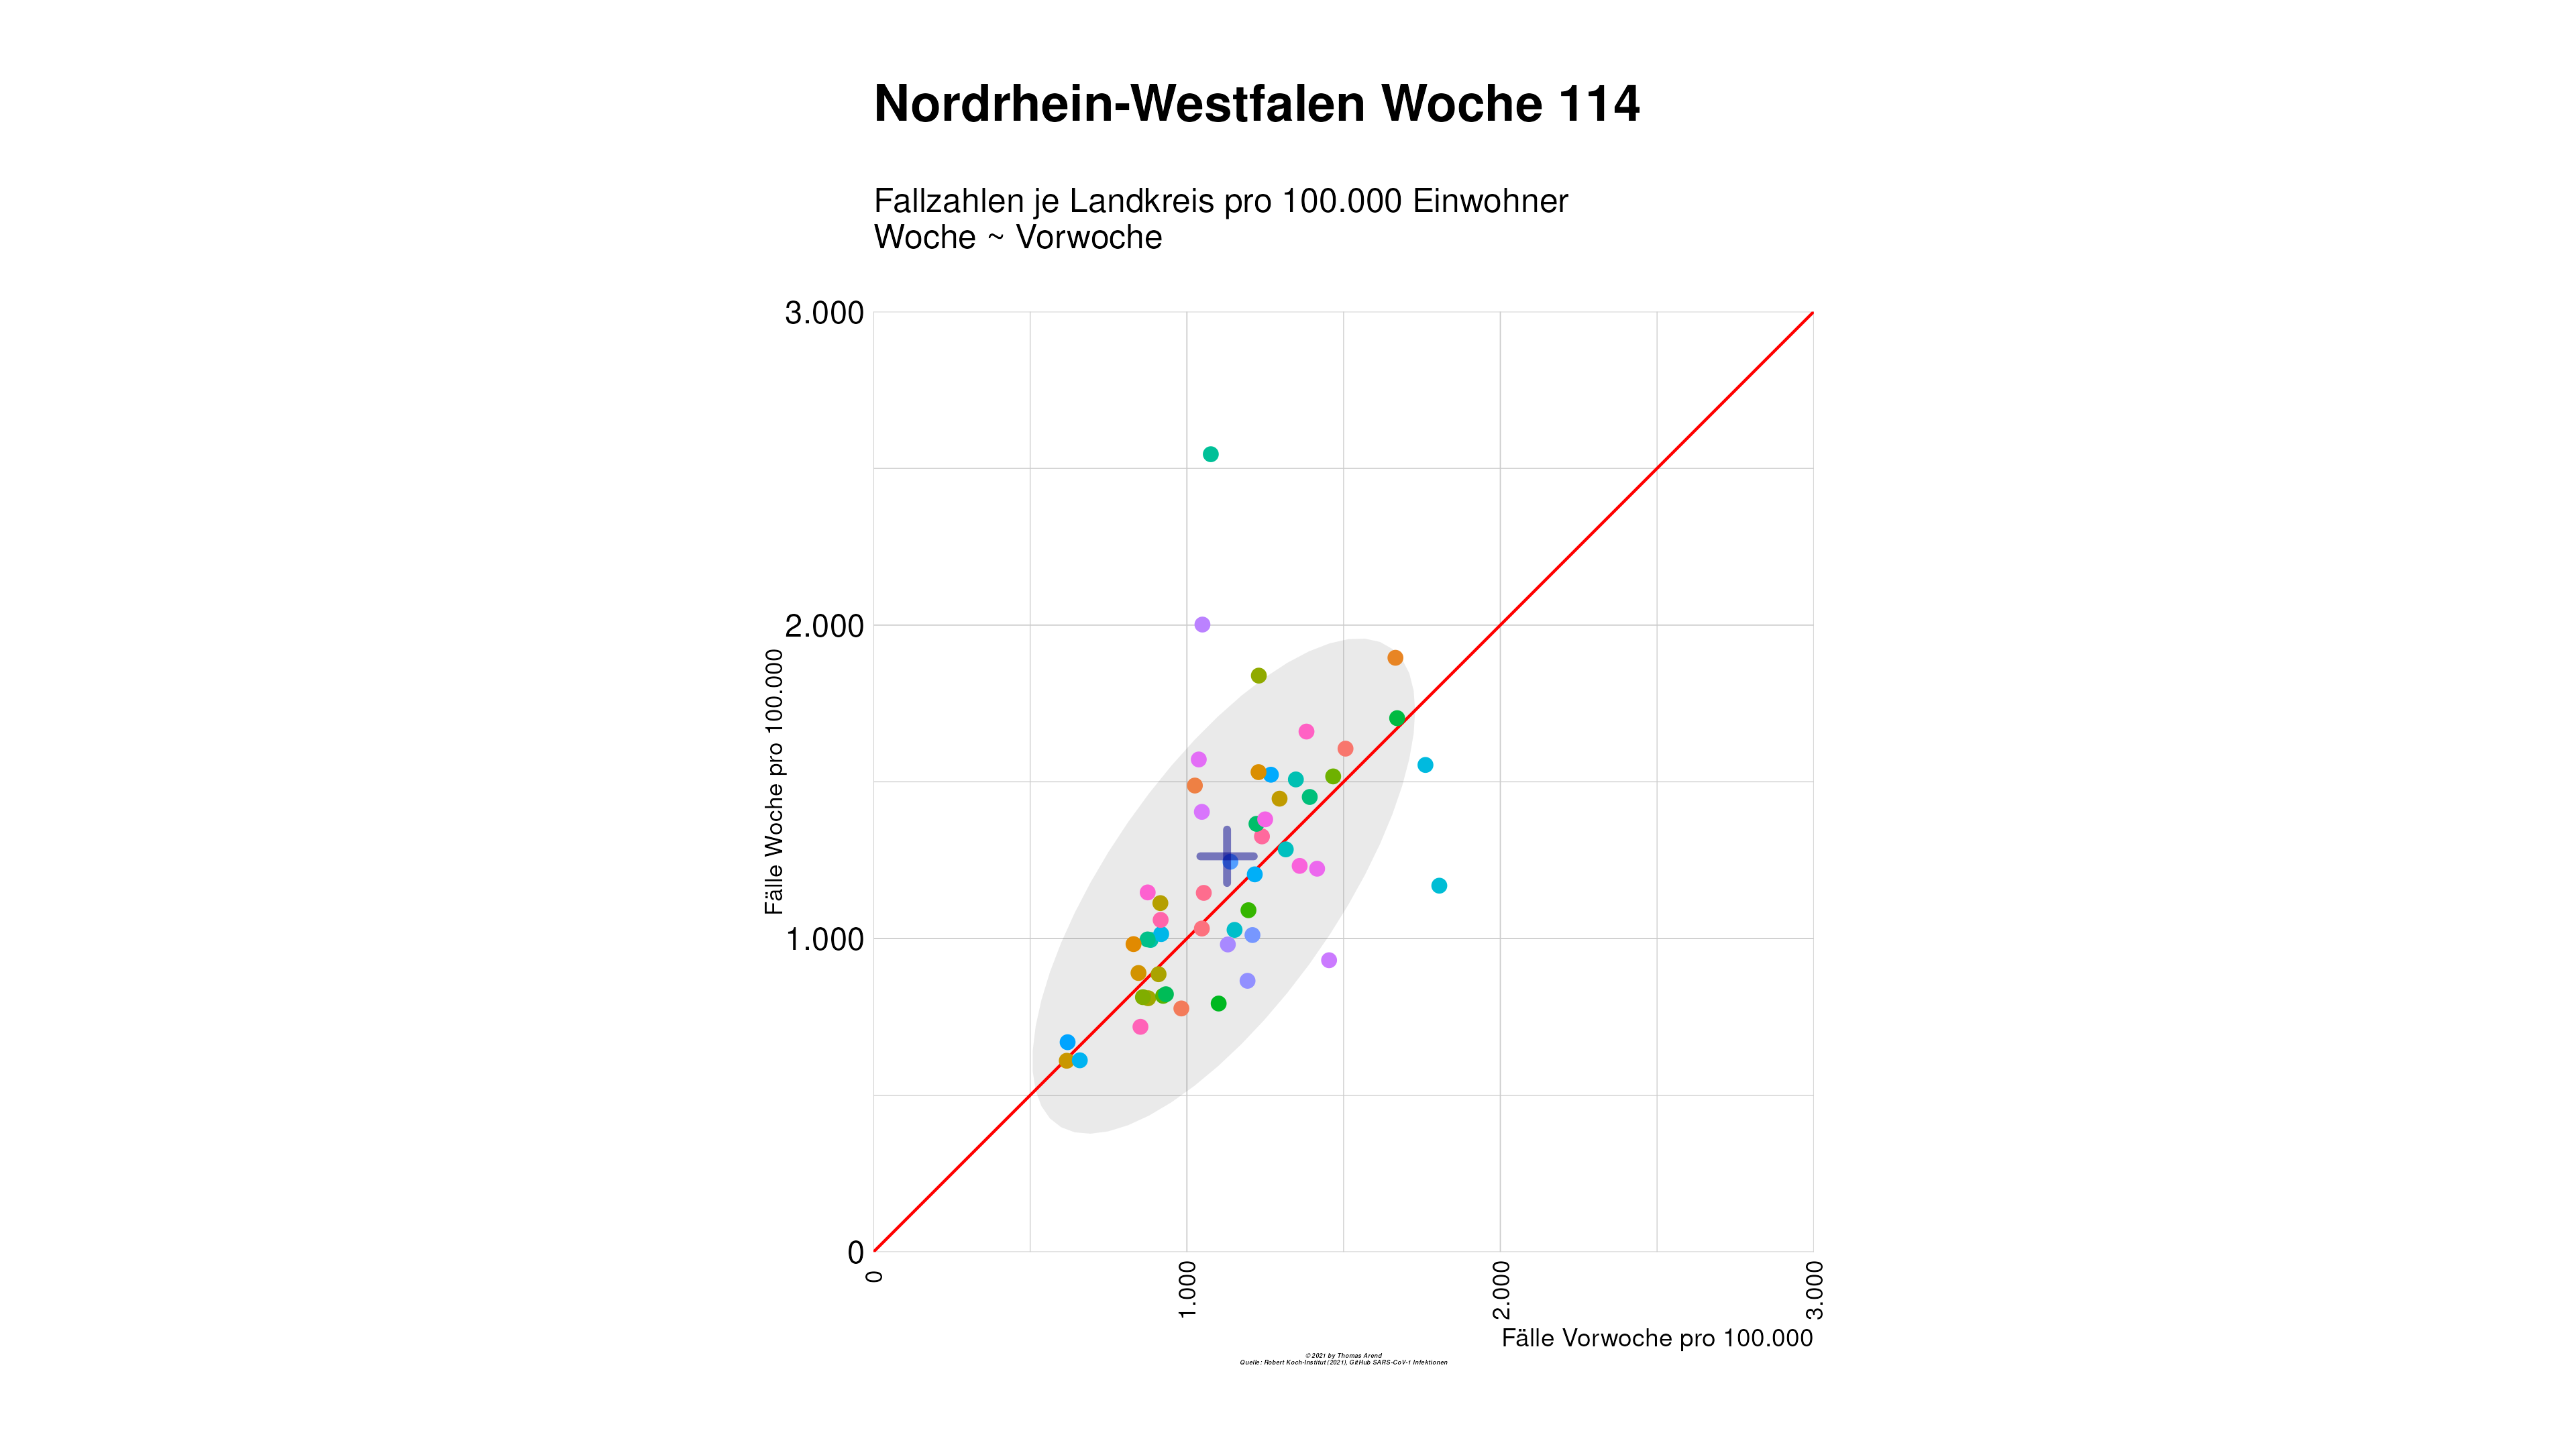 Nordrhein-Westfalen Woche 114
Fallzahlen je Landkreis pro 100.000 Einwohner
Woche ~ Vorwoche
3.000
2.000
1.000
0
Fälle Woche pro 100.000
0
1.000
2.000
3.000
Fälle Vorwoche pro 100.000
© 2021 by Thomas Arend
Quelle: Robert Koch-Institut (2021), GitHub SARS-CoV-1 Infektionen